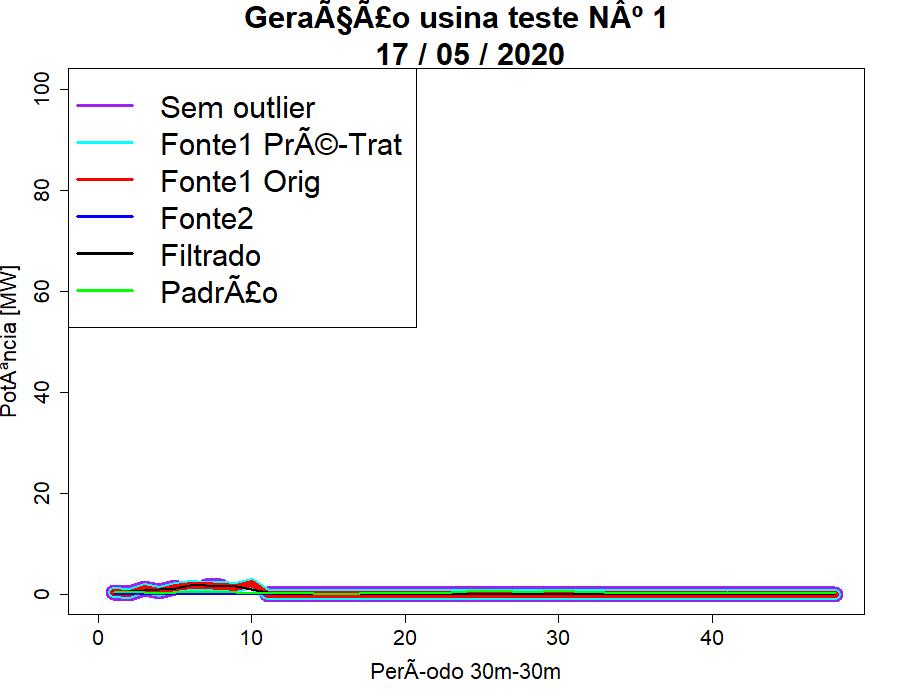 GeraÃ§Ã£o usina teste NÂº 1
17 / 05 / 2020
Sem outlier
Fonte1 PrÃ©-Trat
Fonte1 Orig
Fonte2
Filtrado
PadrÃ£o
PotÃªncia [MW]
100
80
60
40
20
0
0 10 20 30 40
PerÃ-odo 30m-30m